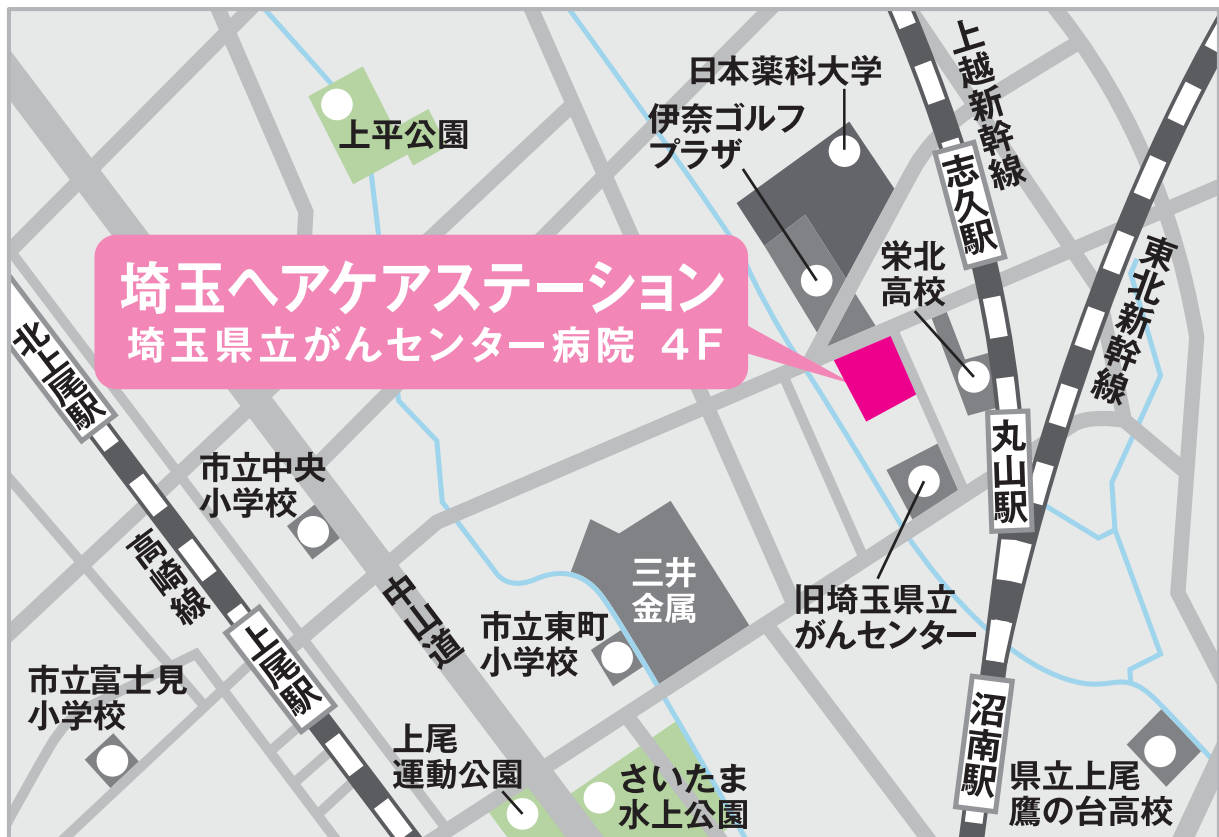 日本薬科大学
伊奈ゴルフ
プラザ
上越新幹線
上平公園
志久駅
栄北
高校
東北新幹線
埼玉ヘアケアステーション
埼玉県立がんセンター病院 4F
北上尾駅
丸山駅
市立中央
小学校
高崎線
中山道
三井
金属
旧埼玉県立
がんセンター
市立東町
小学校
上尾駅
市立富士見
小学校
沼南駅
上尾
運動公園
さいたま
水上公園
県立上尾
鷹の台高校